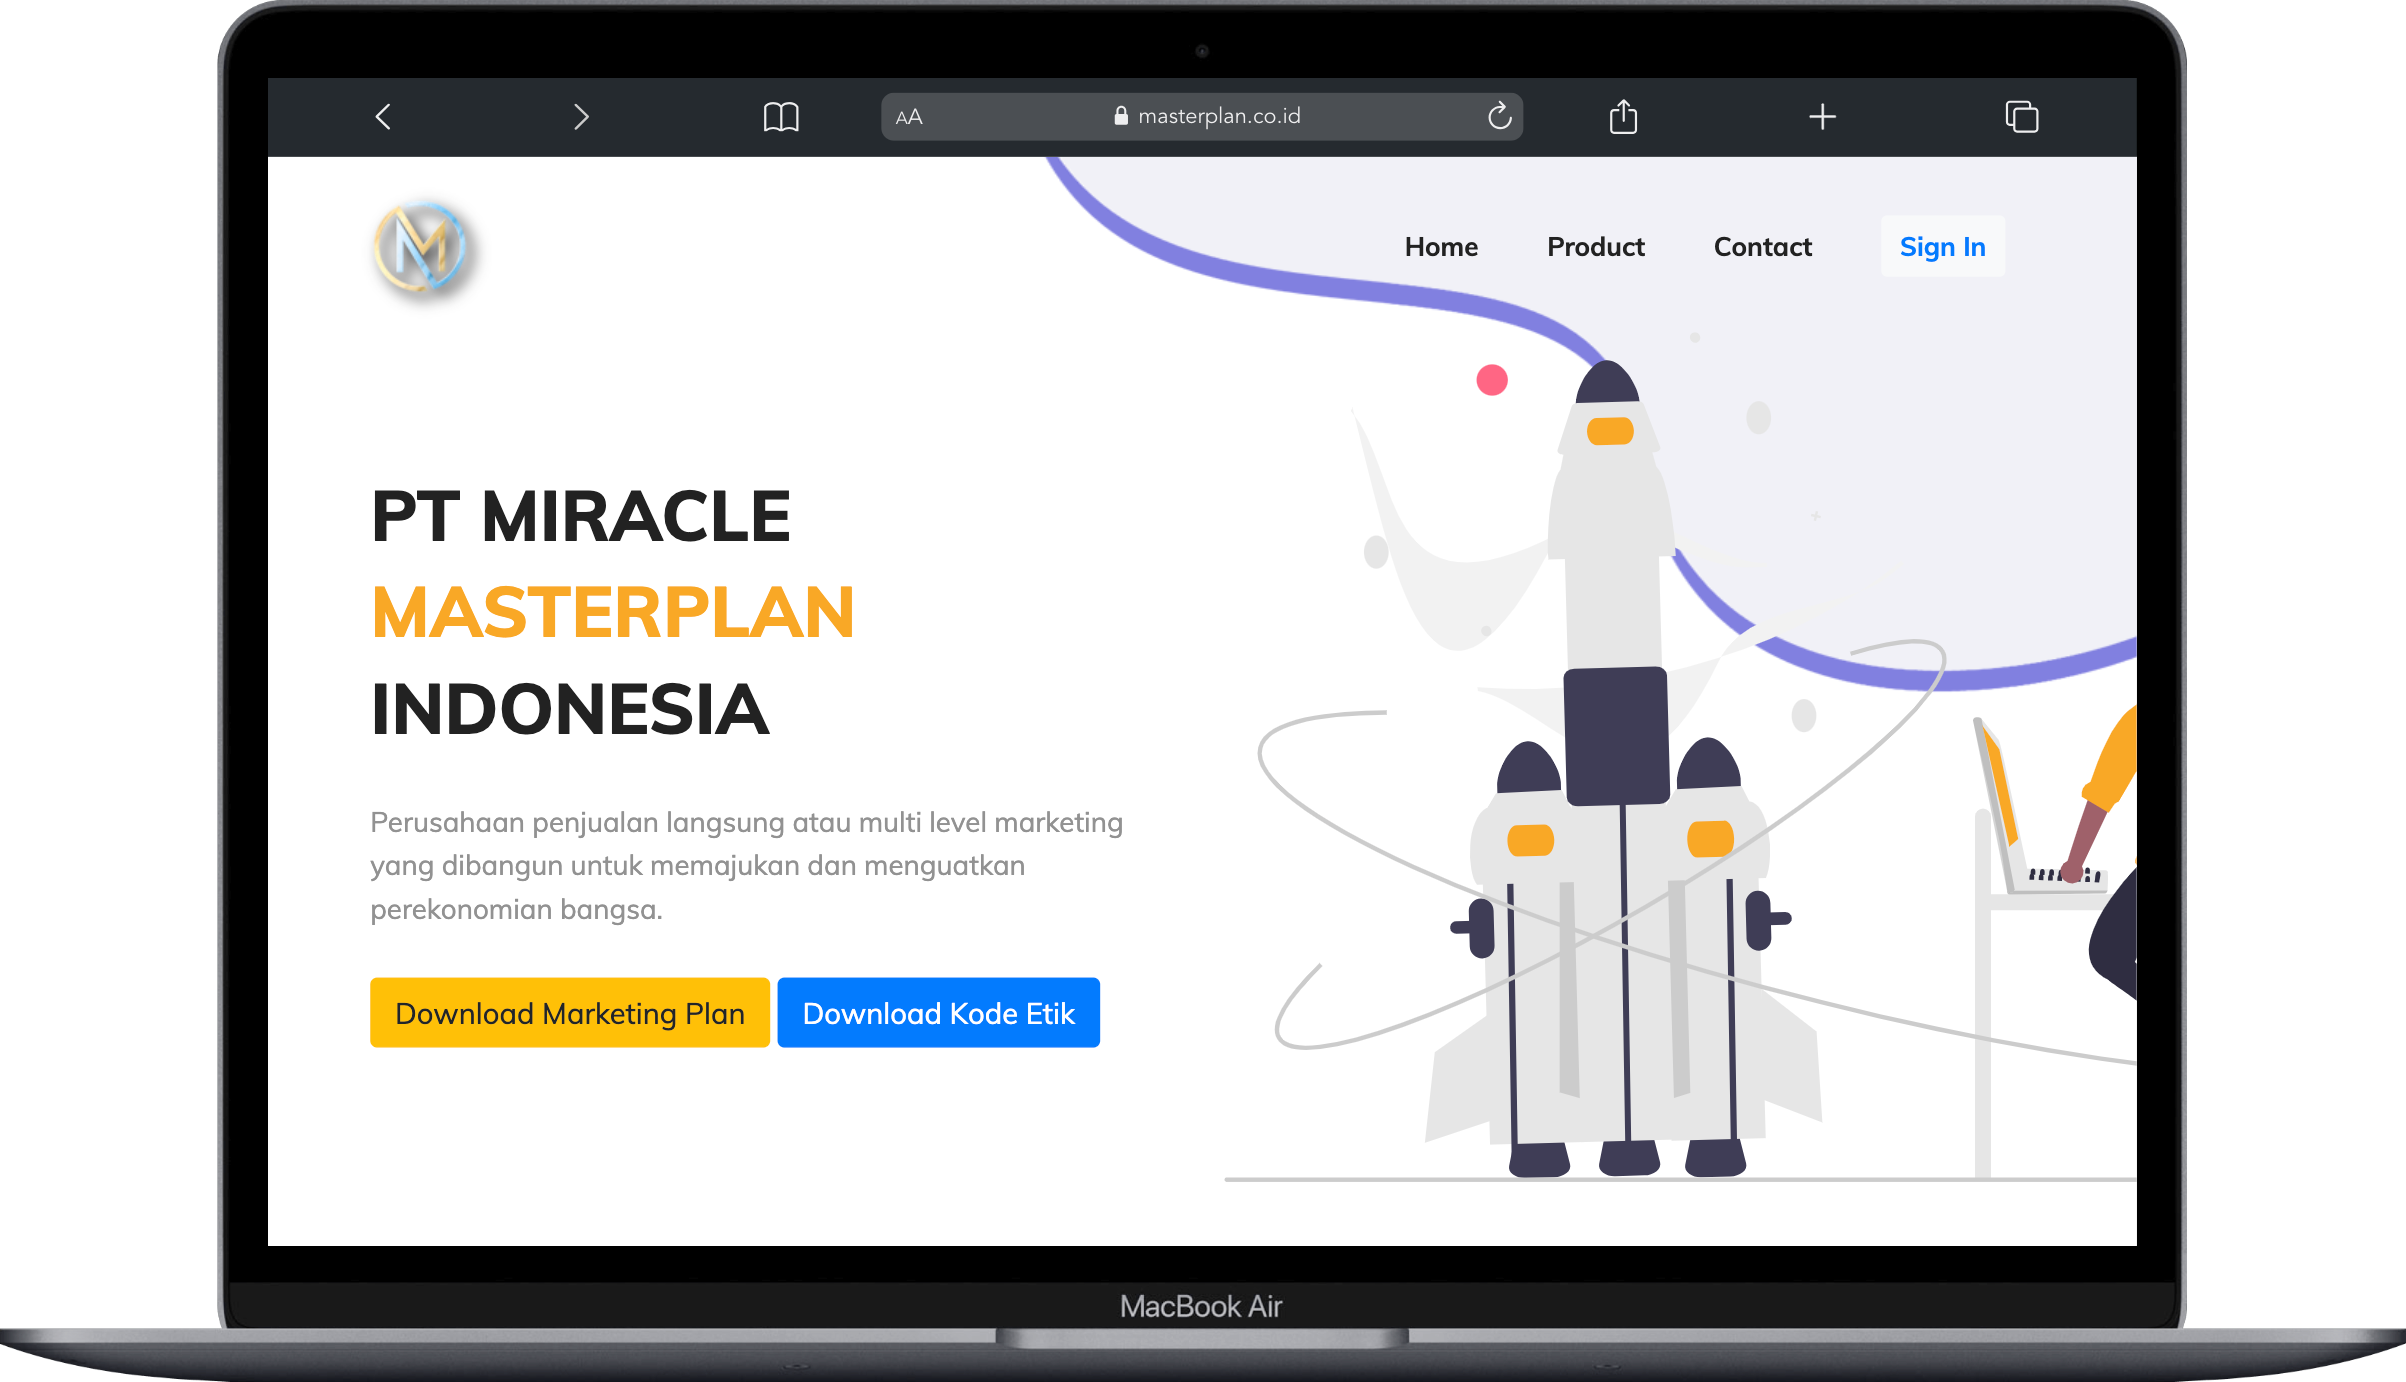 AA masterplan.co.id
Home Product Contact Sign In
PT MIRACLE
MASTERPLAN
INDONESIA
Perusahaan penjualan langsung atau multi level marketing
yang dibangun untuk memajukan dan menguatkan
perekonomian bangsa.
Download Marketing Plan Download Kode Etik
MacBook Air